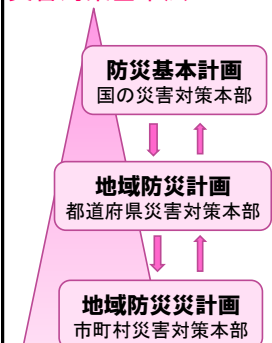 防災基本計画
国の災害対策本部
地域防災計画
都道府県災害対策本部
地域防災災計画
市町村災害対策本部